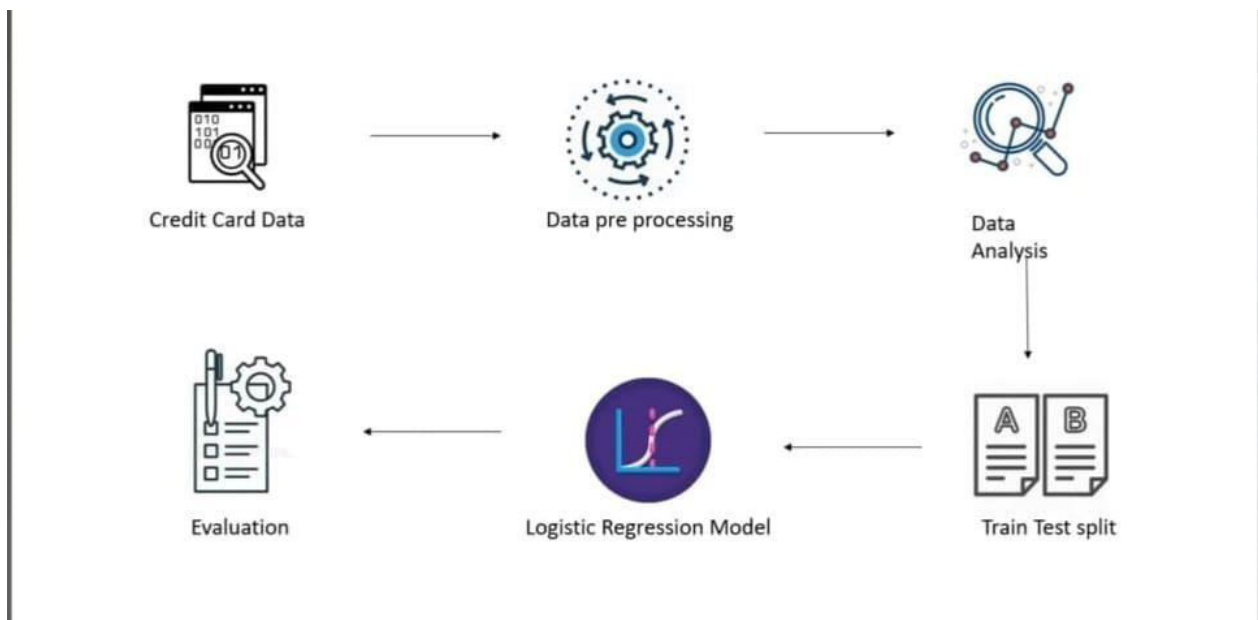 010
101
00
01
Credit Card Data
Data pre processing
Data
Analysis
A
B
Train Test split
Logistic Regression Model
Evaluation